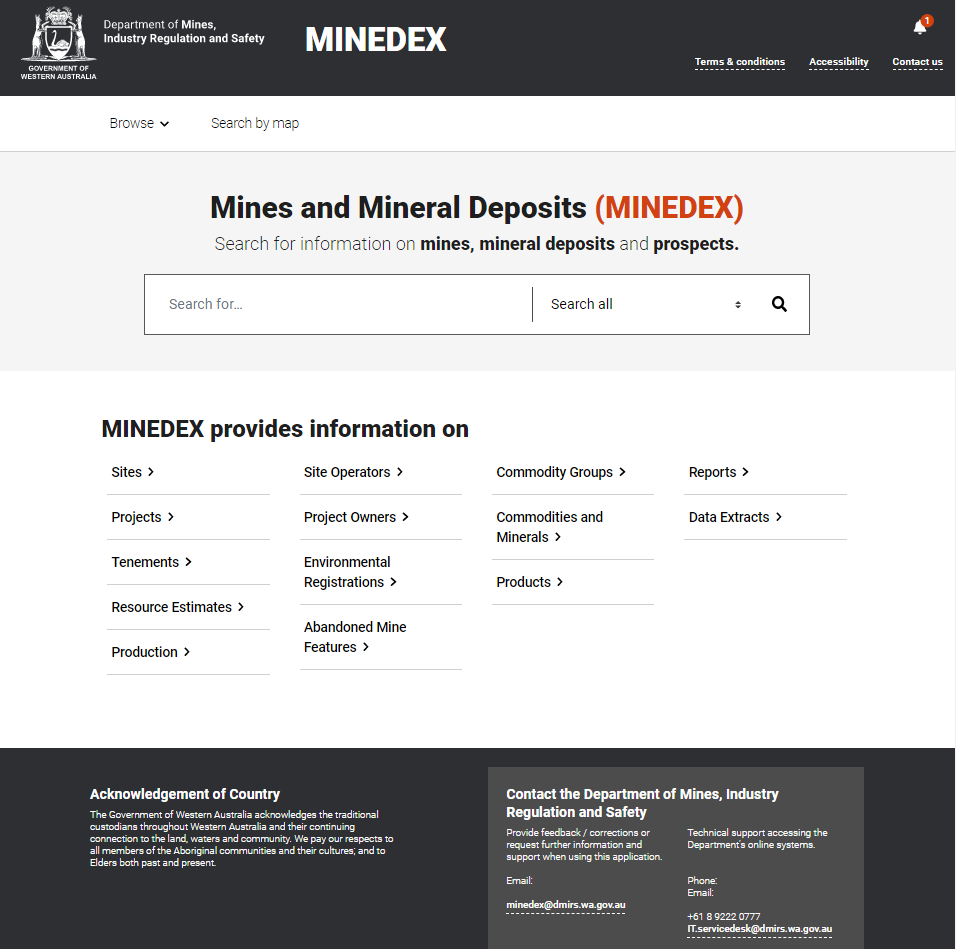 GOVERNMENT OF
WESTERN AUSTRALIA
Department of Mines,
Industry Regulation and Safety
MINEDEX
1
Terms & conditions
Accessibility
Contact us
Browse
Search by map
Mines and Mineral Deposits (MINEDEX)
Search for information on mines, mineral deposits and prospects.
Search for...
Search all
MINEDEX provides information on
Sites
Projects
Tenements
Resource Estimates
Production
Site Operators
Project Owners
Environmental
Registrations
Abandoned Mine
Features
Commodity Groups
Commodities and
Minerals
Products
Reports
Data Extracts
Acknowledgement of Country
The Government of Western Australia acknowledges the traditional
custodians throughout Western Australia and their continuing
connection to the land, waters and community. We pay our respects to
all members of the Aboriginal communities and their cultures; and to
Elders both past and present.
Contact the Department of Mines, Industry
Regulation and Safety
Provide feedback / corrections or
request further information and
support when using this application.
Email:
minedex@dmirs.wa.gov.au
Technical support accessing the
Department's online systems.
Phone:
Email:
+61 8 9222 0777
IT.servicedesk@dmirs.wa.gov.au